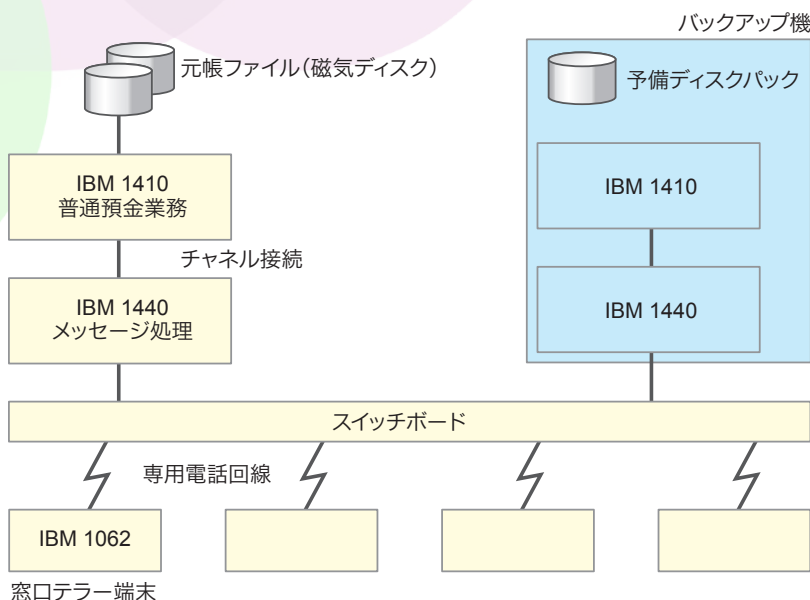 バックアップ機
元帳ファイル(磁気ディスク)
予備ディスクパック
IBM 1410
普通預金業務
IBM 1410
チャネル接続
IBM 1440
メッセージ処理
IBM 1440
スイッチボード
専用電話回線
IBM 1062
窓口テラー端末